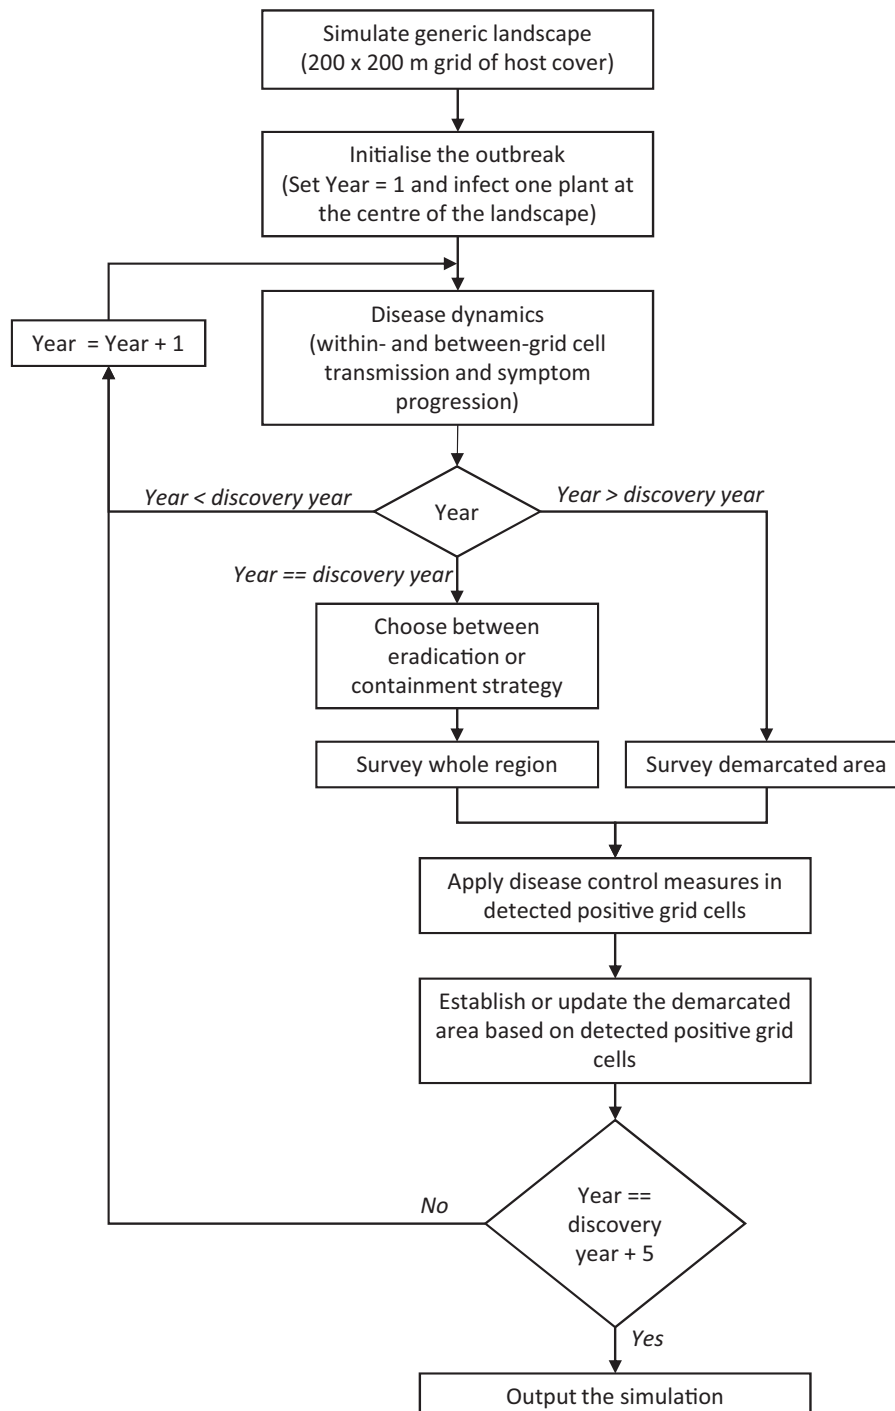 Simulate generic landscape
(200 x 200 m grid of host cover)
Initialise the outbreak
(Set Year = 1 and infect one plant at
the centre of the landscape)
Disease dynamics
(within- and between-grid cell
transmission and symptom
progression)
Year = Year + 1
Year < discovery year
Year
Year > discovery year
Year == discovery year
Choose between
eradication or
containment strategy
Survey whole region
Survey demarcated area
Apply disease control measures in
detected positive grid cells
Establish or update the demarcated
area based on detected positive grid
cells
Year ==
discovery
year + 5
No
Yes
Output the simulation